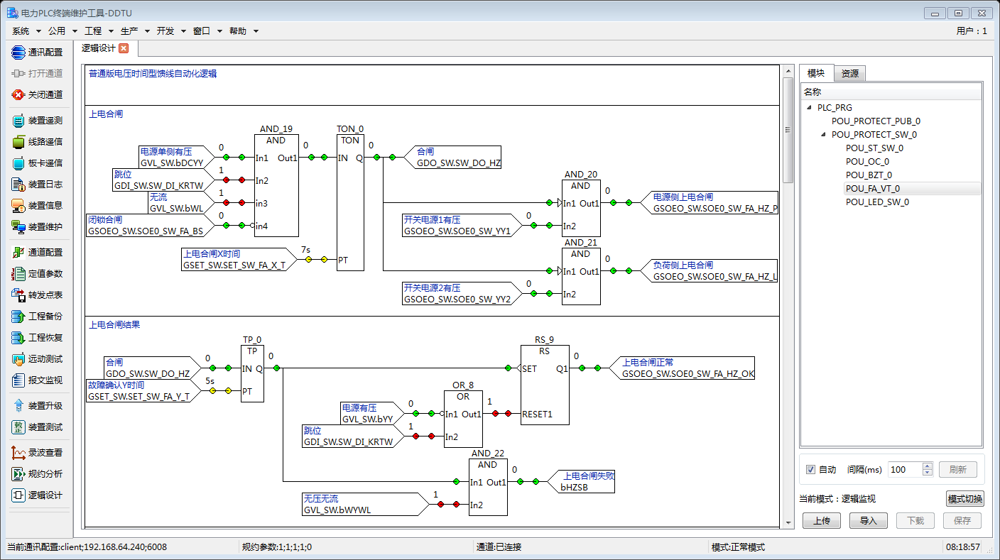 电力PLC终端维护工具-DDTU
系统 公用 工程 生产 开发 窗口 帮助 用户：1
通讯配置
打开通道
关闭通道
装置遥测
线路遥信
板卡遥信
装置日志
装置信息
装置维护
通道配置
定值参数
转发点表
工程备份
工程恢复
远动测试
报文监视
装置升级
整 装置测试
录波查看
规约分析
逻辑设计
逻辑设计
普通版电压时间型馈线自动化逻辑
上电合闸
AND_19
AND
TON_0
TON
电源单侧有压
GVL_SW.bDCYY
0
In1 Out1
0
IN Q
0
合闸
GDO_SW.SW_DO_HZ
跳位
GDI_SW.SW_DI_KRTW
1
In2
无流
GVL_SW.bWL
1
in3
闭锁合闸
GSOEO_SW.SOE0_SW_FA_BS
0
in4
上电合闸X时间
GSET_SW.SET_SW_FA_X_T
7s
PT
AND_20
AND
In1 Out1
0
电源侧上电合闸
GSOEO_SW.SOE0_SW_FA_HZ_P
开关电源1有压
GSOEO_SW.SOE0_SW_YY1
0
In2
AND_21
AND
In1 Out1
0
负荷侧上电合闸
GSOEO_SW.SOE0_SW_FA_HZ_L
开关电源2有压
GSOEO_SW.SOE0_SW_YY2
0
In2
上电合闸结果
TP_0
TP
合闸
GDO_SW.SW_DO_HZ
0
IN Q
0
故障确认Y时间
GSET_SW.SET_SW_FA_Y_T
5s
PT
RS_9
RS
SET Q1
0
上电合闸正常
GSOEO_SW.SOE0_SW_FA_HZ_OK
RESET1
OR_8
OR
电源有压
GVL_SW.bYY
0
In1 Out1
1
跳位
GDI_SW.SW_DI_KRTW
1
In2
AND_22
AND
In1 Out1
0
上电合闸失败
bHZSB
无压无流
GVL_SW.bWYWL
1
In2
模块 资源
名称
PLC_PRG
POU_PROTECT_PUB_0
POU_PROTECT_SW_0
POU_ST_SW_0
POU_OC_0
POU_BZT_0
POU_FA_VT_0
POU_LED_SW_0
自动 间隔(ms) 100 刷新
当前模式：逻辑监视 模式切换
上传 导入 下载 保存
当前通讯配置:client;192.168.64.240;6008 规约参数:1;1;1;1;0 通道:已连接 模式:正常模式 08:18:57